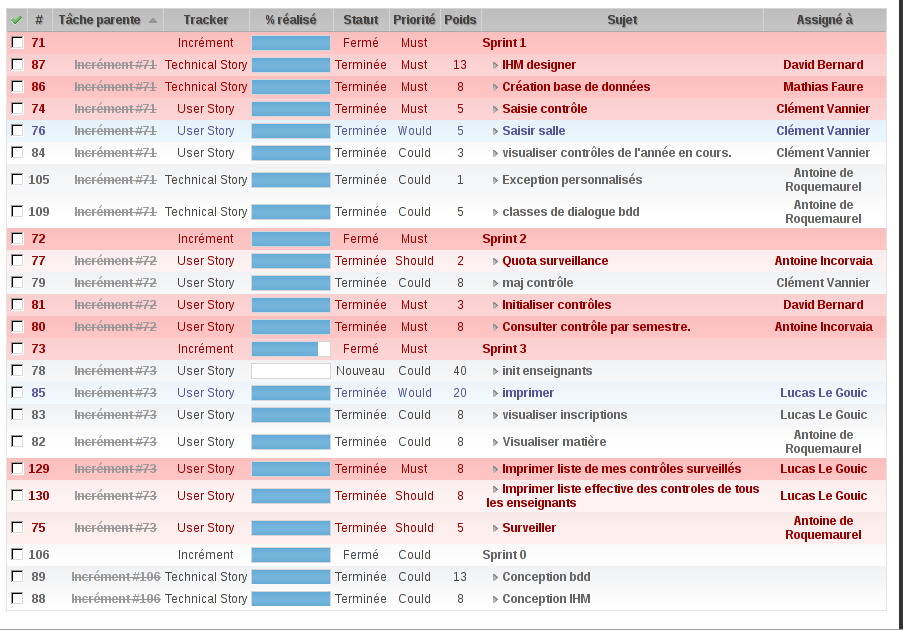 # Tâche parente Tracker % réalisé Statut Priorité Poids Sujet Assigné à
71 Incrément Fermé Must Sprint 1
87 Incrément #71 Technical Story Terminée Must 13 IHM designer David Bernard
86 Incrément #71 Technical Story Terminée Must 8 Création base de données Mathias Faure
74 Incrément #71 User Story Terminée Must 5 Saisie contrôle Clément Vannier
76 Incrément #71 User Story Terminée Would 5 Saisir salle Clément Vannier
84 Incrément #71 User Story Terminée Could 3 visualiser contrôles de l'année en cours. Clément Vannier
105 Incrément #71 Technical Story Terminée Could 1 Exception personnalisés Antoine de
Roquemaurel
109 Incrément #71 Technical Story Terminée Could 5 classes de dialogue bdd Antoine de
Roquemaurel
72 Incrément Fermé Must Sprint 2
77 Incrément #72 User Story Terminée Should 2 Quota surveillance Antoine Incorvaia
79 Incrément #72 User Story Terminée Could 8 maj contrôle Clément Vannier
81 Incrément #72 User Story Terminée Must 3 Initialiser contrôles David Bernard
80 Incrément #72 User Story Terminée Must 8 Consulter contrôle par semestre. Antoine Incorvaia
73 Incrément Fermé Must Sprint 3
78 Incrément #73 User Story Nouveau Could 40 init enseignants
85 Incrément #73 User Story Terminée Would 20 imprimer Lucas Le Gouic
83 Incrément #73 User Story Terminée Could 8 visualiser inscriptions Lucas Le Gouic
82 Incrément #73 User Story Terminée Could 8 Visualiser matière Antoine de
Roquemaurel
129 Incrément #73 User Story Terminée Must 8 Imprimer liste de mes contrôles surveillés Lucas Le Gouic
130 Incrément #73 User Story Terminée Should 8 Imprimer liste effective des controles de tous
les enseignants Lucas Le Gouic
75 Incrément #73 User Story Terminée Should 5 Surveiller Antoine de
Roquemaurel
106 Incrément Fermé Could Sprint 0
89 Incrément #106 Technical Story Terminée Could 13 Conception bdd
88 Incrément #106 Technical Story Terminée Could 8 Conception IHM